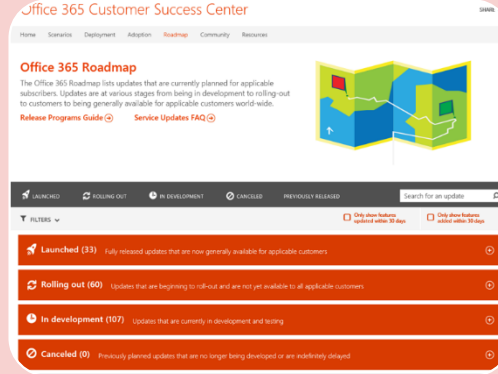 Office 365 Customer Success Center
SHARE
Home Scenarios Deployment Adoption Roadmap Community Resources
Office 365 Roadmap
The Office 365 Roadmap lists updates that are currently planned for applicable
subscribers. Updates are at various stages from being in development to rolling-out
to customers to being generally available for applicable customers world-wide.
Release Programs Guide Service Updates FAQ
LAUNCHED ROLLING OUT IN DEVELOPMENT CANCELED PREVIOUSLY RELEASED Search for an update
FILTERS
Only show features
updated within 30 days
Only show features
added within 30 days
Launched (33) Fully released updates that are now generally available for applicable customers
Rolling out (60) Updates that are beginning to roll-out and are not yet available to all applicable customers
In development (107) Updates that are currently in development and testing
Canceled (0) Previously planned updates that are no longer being developed or are indefinitely delayed